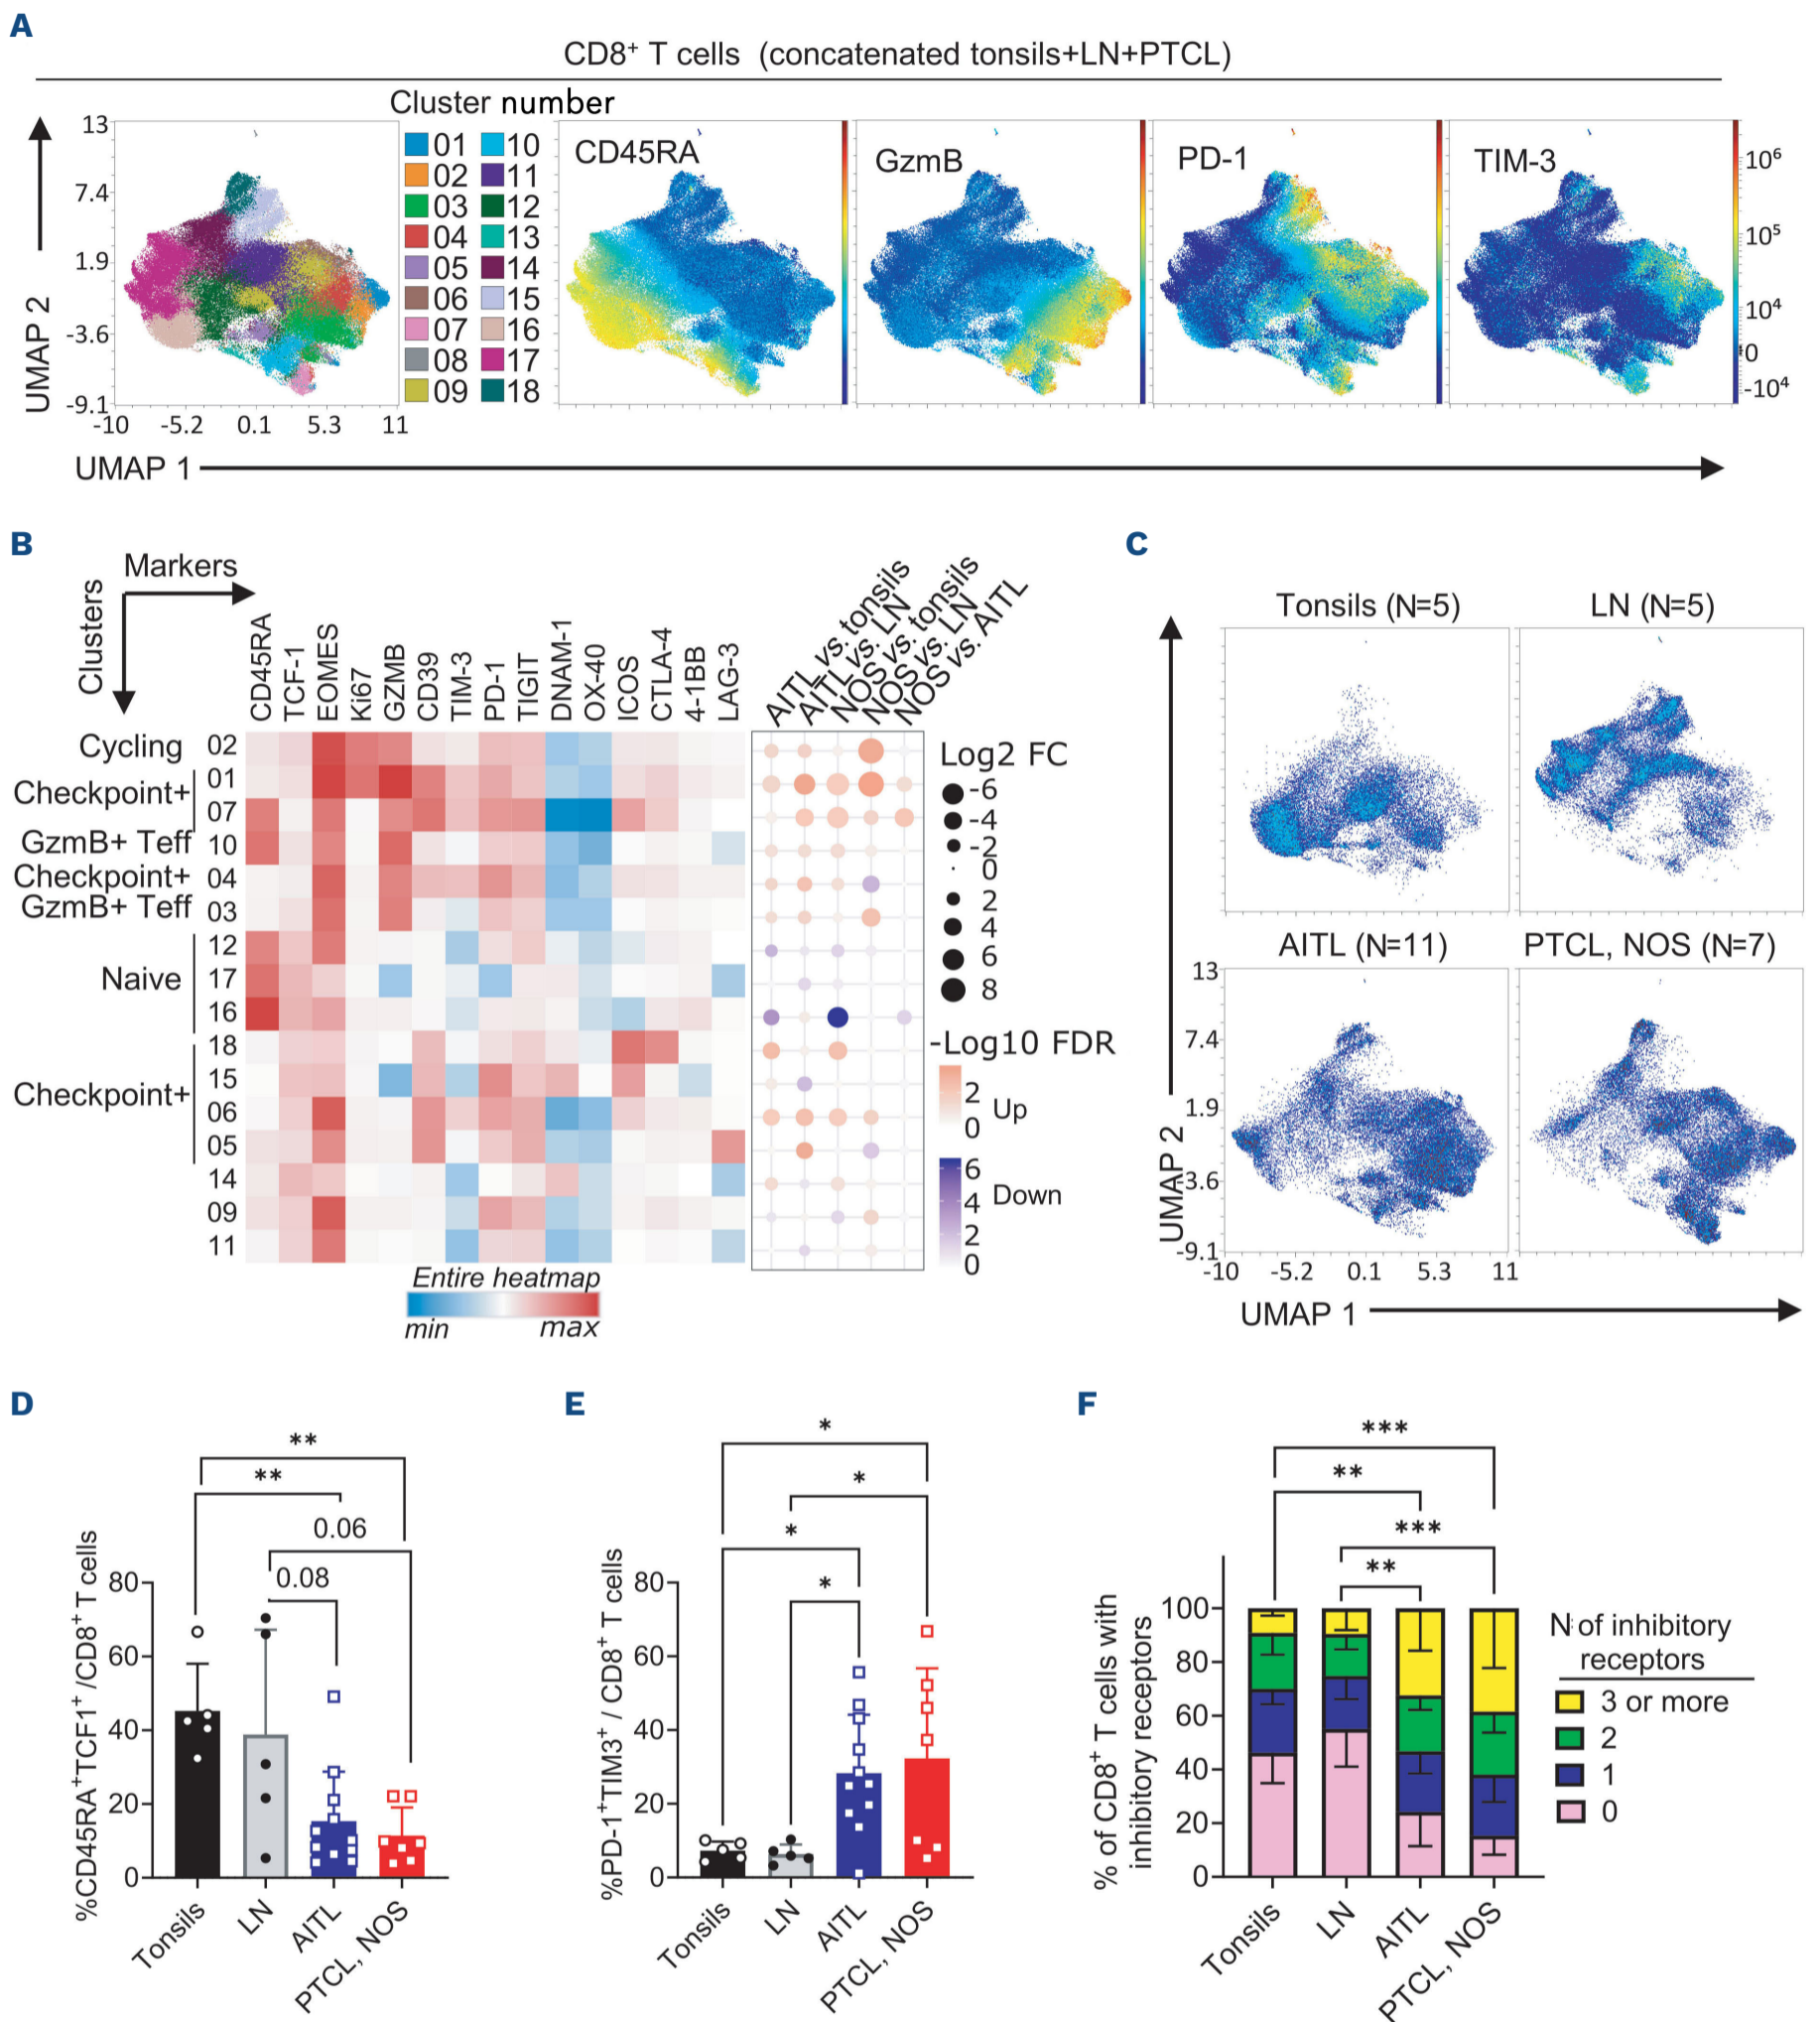 A
CD8⁺ T cells (concatenated tonsils+LN+PTCL)
Cluster number
01 10
02 11
03 12
04 13
05 14
06 15
07 16
08 17
09 18
CD45RA
GzmB
PD-1
TIM-3
13
7.4
1.9
-3.6
-9.1
-10 -5.2 0.1 5.3 11
10⁶
10⁵
10⁴
0
-10⁴
UMAP 2
UMAP 1
B
Markers
Clusters
CD45RA
TCF-1
EOMES
Ki67
GZMB
CD39
TIM-3
PD-1
TIGIT
DNAM-1
OX-40
ICOS
CTLA-4
4-1BB
LAG-3
AITL vs. tonsils
AITL vs. LN
NOS vs. tonsils
NOS vs. LN
NOS vs. AITL
Cycling
Checkpoint+
GzmB+ Teff
Checkpoint+
GzmB+ Teff
Naive
Checkpoint+
02
01
07
10
04
03
12
17
16
18
15
06
05
14
09
11
Log2 FC
-6
-4
-2
0
2
4
6
8
-Log10 FDR
2
0
Up
6
4
2
0
Down
Entire heatmap
min max
C
Tonsils (N=5)
LN (N=5)
AITL (N=11)
PTCL, NOS (N=7)
13
7.4
1.9
-3.6
-9.1
-10 -5.2 0.1 5.3 11
UMAP 2
UMAP 1
D
**
**
0.06
0.08
%CD45RA⁺TCF1⁺ /CD8⁺ T cells
80
60
40
20
0
Tonsils
LN
AITL
PTCL, NOS
E
*
*
*
*
%PD-1⁺TIM3⁺ / CD8⁺ T cells
80
60
40
20
0
Tonsils
LN
AITL
PTCL, NOS
F
***
**
***
**
% of CD8⁺ T cells with
inhibitory receptors
100
80
60
40
20
0
Tonsils
LN
AITL
PTCL, NOS
N of inhibitory
receptors
3 or more
2
1
0